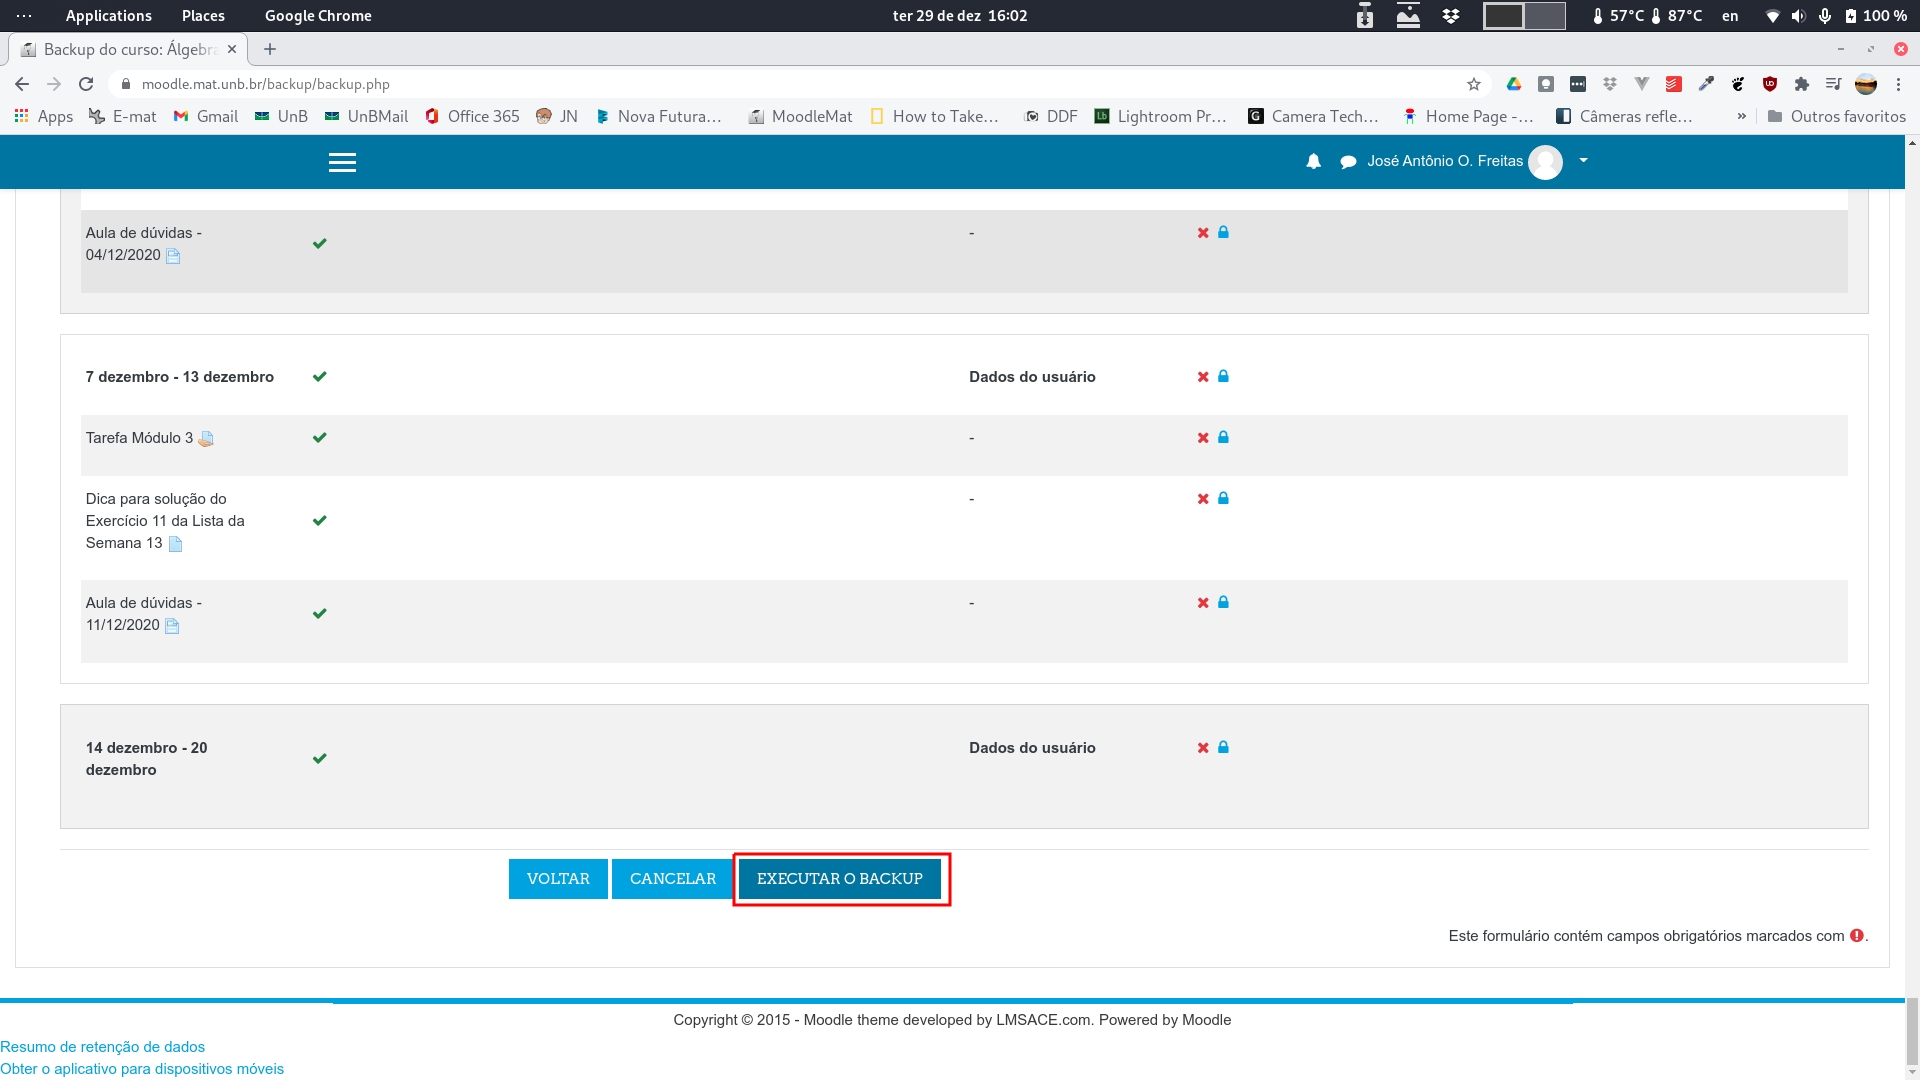 Applications Places Google Chrome ter 29 de dez 16:02 57°C 87°C en 100 %
Backup do curso: Álgebra
moodle.mat.unb.br/backup/backup.php
Apps E-mat Gmail UnB UnBMail Office 365 JN Nova Futura... MoodleMat How to Take... DDF Lightroom Pr... Camera Tech... Home Page -... Câmeras refle... » Outros favoritos
José Antônio O. Freitas
Aula de dúvidas - -
04/12/2020
7 dezembro - 13 dezembro Dados do usuário
Tarefa Módulo 3 -
Dica para solução do -
Exercício 11 da Lista da
Semana 13
Aula de dúvidas - -
11/12/2020
14 dezembro - 20 Dados do usuário
dezembro
VOLTAR CANCELAR EXECUTAR O BACKUP
Este formulário contém campos obrigatórios marcados com .
Copyright © 2015 - Moodle theme developed by LMSACE.com. Powered by Moodle
Resumo de retenção de dados
Obter o aplicativo para dispositivos móveis